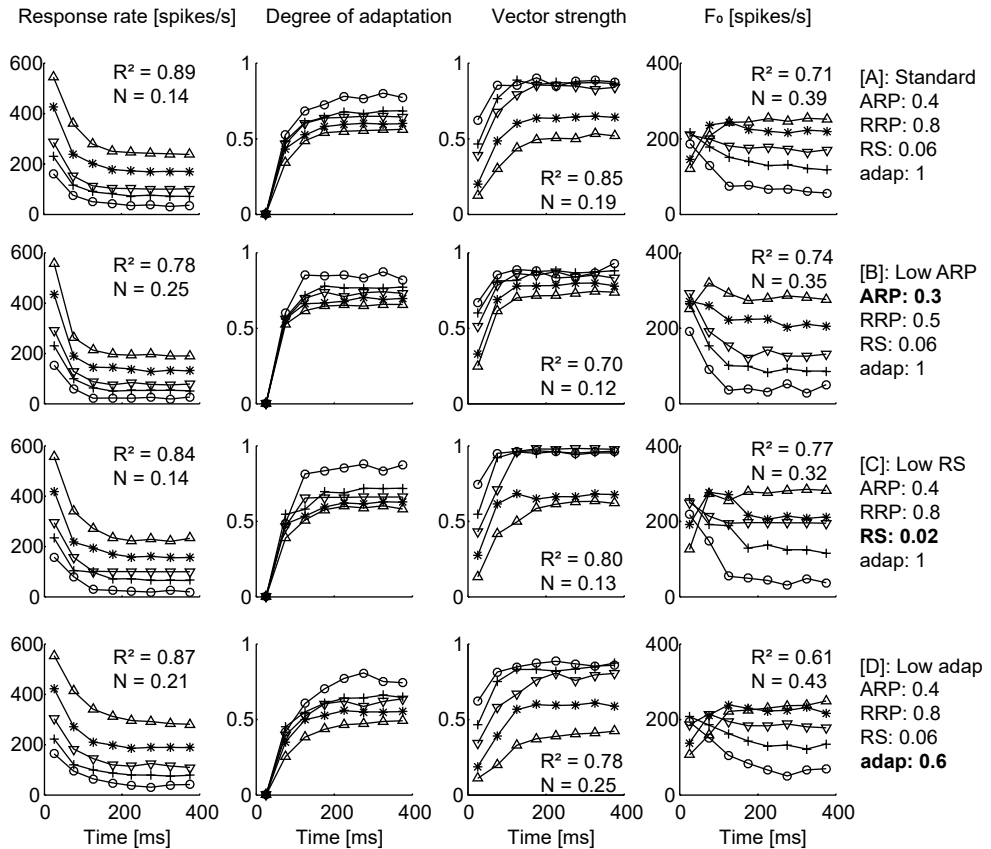 Response rate [spikes/s] Degree of adaptation Vector strength F₀ [spikes/s]
600
400
200
0
R² = 0.89
N = 0.14
1
0.5
0
1
0.5
0
R² = 0.85
N = 0.19
400
200
0
R² = 0.71
N = 0.39
[A]: Standard
ARP: 0.4
RRP: 0.8
RS: 0.06
adap: 1
600
400
200
0
R² = 0.78
N = 0.25
1
0.5
0
1
0.5
0
R² = 0.70
N = 0.12
400
200
0
R² = 0.74
N = 0.35
[B]: Low ARP
ARP: 0.3
RRP: 0.5
RS: 0.06
adap: 1
600
400
200
0
R² = 0.84
N = 0.14
1
0.5
0
1
0.5
0
R² = 0.80
N = 0.13
400
200
0
R² = 0.77
N = 0.32
[C]: Low RS
ARP: 0.4
RRP: 0.8
RS: 0.02
adap: 1
600
400
200
0
R² = 0.87
N = 0.21
1
0.5
0
1
0.5
0
R² = 0.78
N = 0.25
400
200
0
R² = 0.61
N = 0.43
[D]: Low adap
ARP: 0.4
RRP: 0.8
RS: 0.06
adap: 0.6
0 200 400 0 200 400 0 200 400 0 200 400
Time [ms] Time [ms] Time [ms] Time [ms]